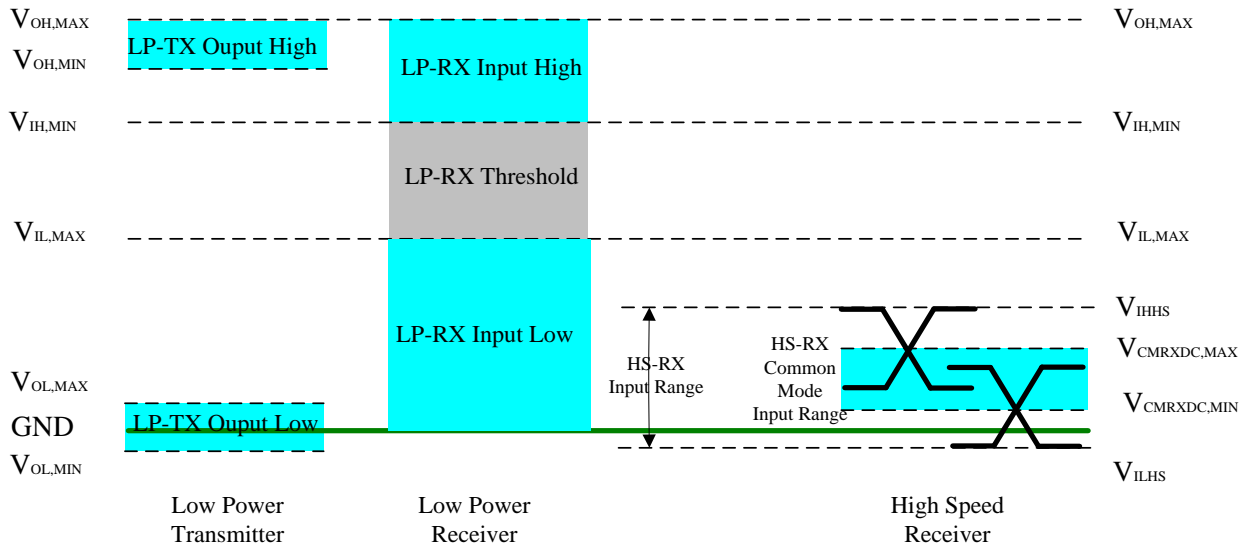 VOH,MAX
LP-TX Ouput High
VOH,MIN
LP-RX Input High
VOH,MAX
VIH,MIN
VIH,MIN
LP-RX Threshold
VIL,MAX
VIL,MAX
LP-RX Input Low
HS-RX
Input Range
HS-RX
Common
Mode
Input Range
VIHHS
VCMRXDC,MAX
VCMRXDC,MIN
VOL,MAX
LP-TX Ouput Low
GND
VOL,MIN
VILHS
Low Power
Transmitter
Low Power
Receiver
High Speed
Receiver